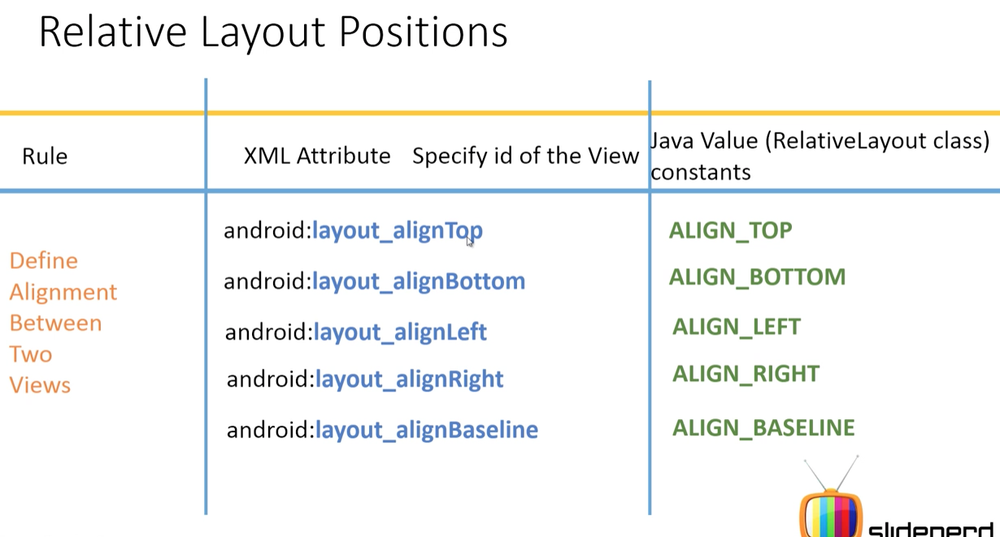 Relative Layout Positions
Rule
XML Attribute Specify id of the View
Java Value (RelativeLayout class)
constants
Define
Alignment
Between
Two
Views
android:layout_alignTop
android:layout_alignBottom
android:layout_alignLeft
android:layout_alignRight
android:layout_alignBaseline
ALIGN_TOP
ALIGN_BOTTOM
ALIGN_LEFT
ALIGN_RIGHT
ALIGN_BASELINE
slidenerd